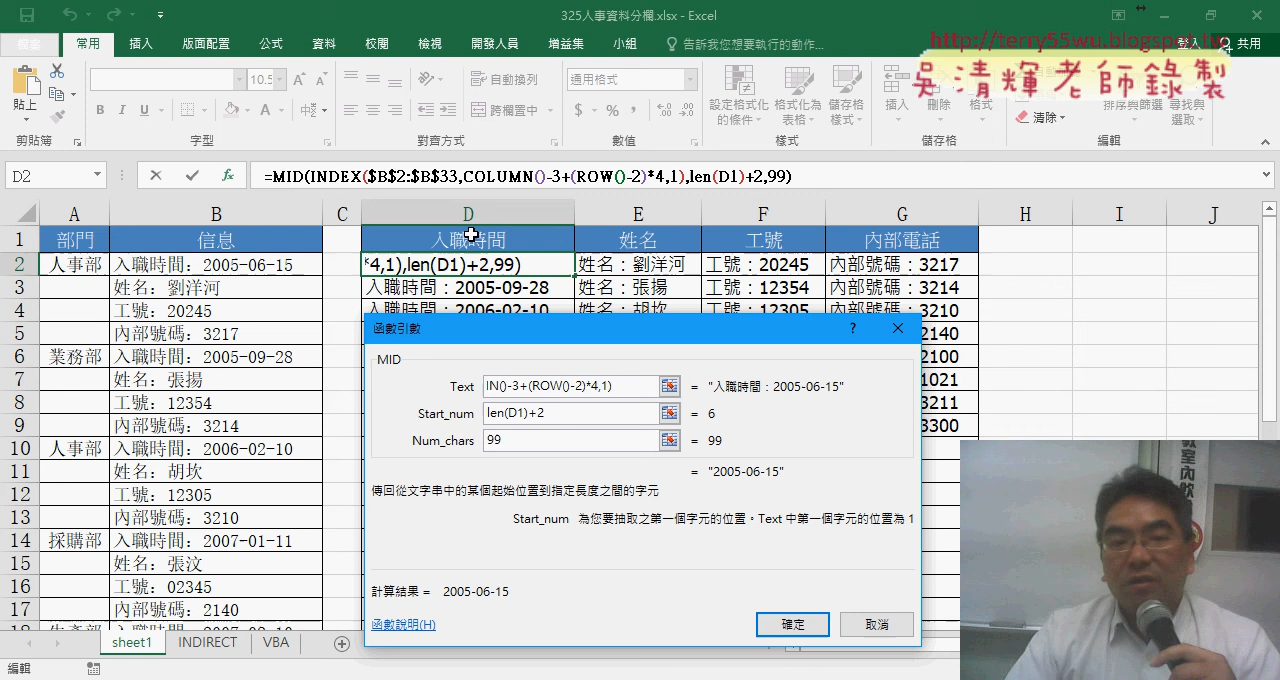 325人事資料分欄.xlsx - Excel
http://terry55wu.blogspot.tw
吳清輝老師錄製
常用 插入 版面配置 公式 資料 校閱 檢視 開發人員 增益集 小組 告訴我您想要執行的動作... 登入 共用
貼上 10.5 自動換列 跨欄置中 通用格式 設定格式化的條件 格式化為表格 儲存格樣式 插入 刪除 格式 清除 排序與篩選 尋找與選取
剪貼簿 字型 對齊方式 數值 樣式 儲存格 編輯
D2 =MID(INDEX($B$2:$B$33,COLUMN()-3+(ROW()-2)*4,1),len(D1)+2,99)
A B C D E F G H I J
1 部門 信息 入職時間 姓名 工號 內部電話
2 人事部 入職時間：2005-06-15 *4,1),len(D1)+2,99) 姓名：劉洋河 工號：20245 內部號碼：3217
3 姓名：劉洋河 入職時間：2005-09-28 姓名：張揚 工號：12354 內部號碼：3214
4 工號：20245 入職時間：2006-02-10 姓名：胡坎 工號：12305 內部號碼：3210
5 內部號碼：3217 2140
6 業務部 入職時間：2005-09-28 2100
7 姓名：張揚 1021
8 工號：12354 3211
9 內部號碼：3214 3300
10 人事部 入職時間：2006-02-10
11 姓名：胡坎
12 工號：12305
13 內部號碼：3210
14 採購部 入職時間：2007-01-11
15 姓名：張汶
16 工號：02345
17 內部號碼：2140
函數引數 ?
MID
Text IN()-3+(ROW()-2)*4,1) = "入職時間：2005-06-15"
Start_num len(D1)+2 = 6
Num_chars 99 = 99
= "2005-06-15"
傳回從文字串中的某個起始位置到指定長度之間的字元
Start_num 為您要抽取之第一個字元的位置。Text 中第一個字元的位置為 1
計算結果 = 2005-06-15
函數說明(H) 確定 取消
sheet1 INDIRECT VBA
編輯